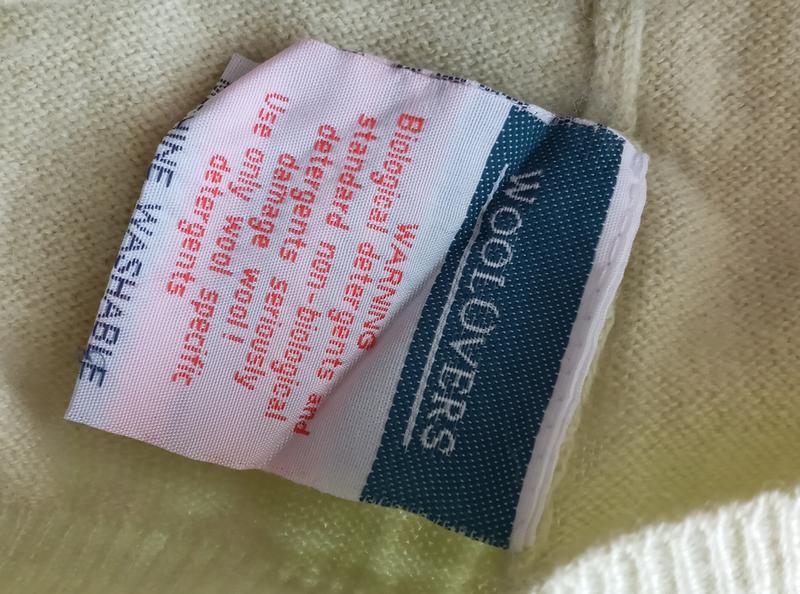 WOOLOVERS
WARNING
Biological detergents and
standard non-biological
detergents seriously
damage wool!
Use only wool specific
detergents
WASHABLE